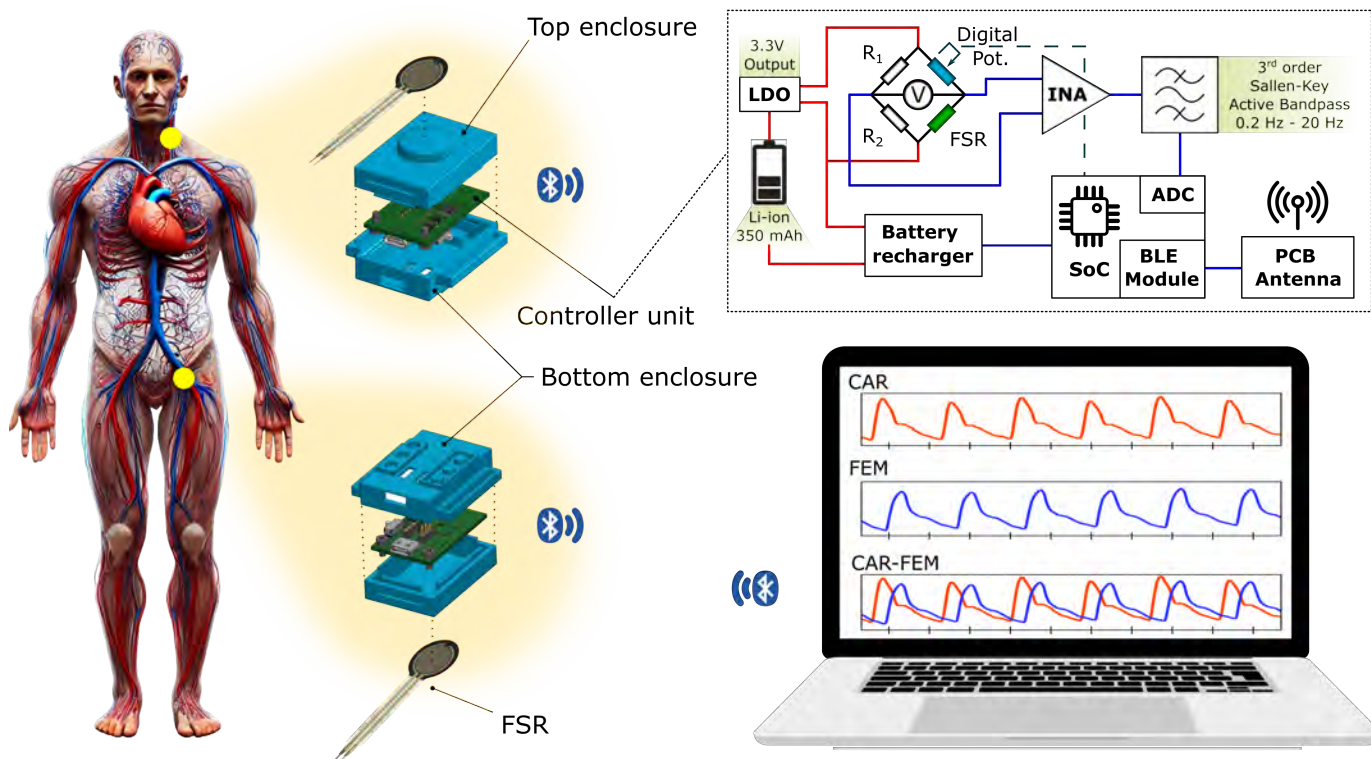 Top enclosure
Controller unit
Bottom enclosure
FSR
3.3V
Output
LDO
R1
R2
V
Digital
Pot.
FSR
INA
3rd order
Sallen-Key
Active Bandpass
0.2 Hz - 20 Hz
Li-ion
350 mAh
Battery
recharger
SoC
ADC
BLE
Module
PCB
Antenna
CAR
FEM
CAR-FEM